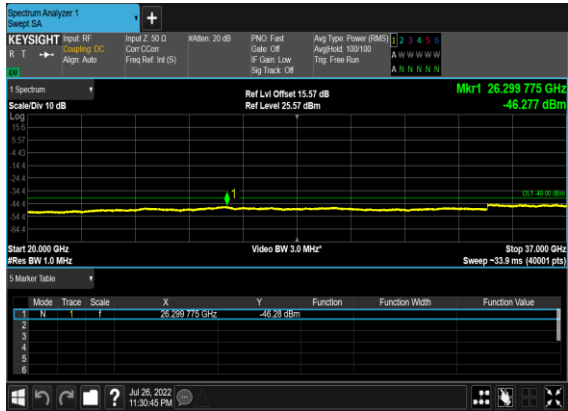 Spectrum Analyzer 1
Swept SA
KEYSIGHT
R T
LXI
Input: RF
Coupling: DC
Align: Auto
Input Z: 50 Ω
Corr CCorr
Freq Ref: Int (S)
#Atten: 20 dB
PNO: Fast
Gate: Off
IF Gain: Low
Sig Track: Off
Avg Type: Power (RMS)
Avg|Hold: 100/100
Trig: Free Run
1 2 3 4 5 6
A W W W W W
A N N N N N
1 Spectrum
Scale/Div 10 dB
Ref Lvl Offset 15.57 dB
Ref Level 25.57 dBm
Mkr1 26.299 775 GHz
-46.277 dBm
Log
15.6
5.57
-4.43
-14.4
-24.4
-34.4
-44.4
-54.4
-64.4
1
DL1 -40.00 dBm
Start 20.000 GHz
#Res BW 1.0 MHz
Video BW 3.0 MHz*
Stop 37.000 GHz
Sweep ~33.9 ms (40001 pts)
5 Marker Table
Mode Trace Scale X Y Function Function Width Function Value
1 N 1 f 26.299 775 GHz -46.28 dBm
2
3
4
5
6
?
Jul 26, 2022
11:30:45 PM